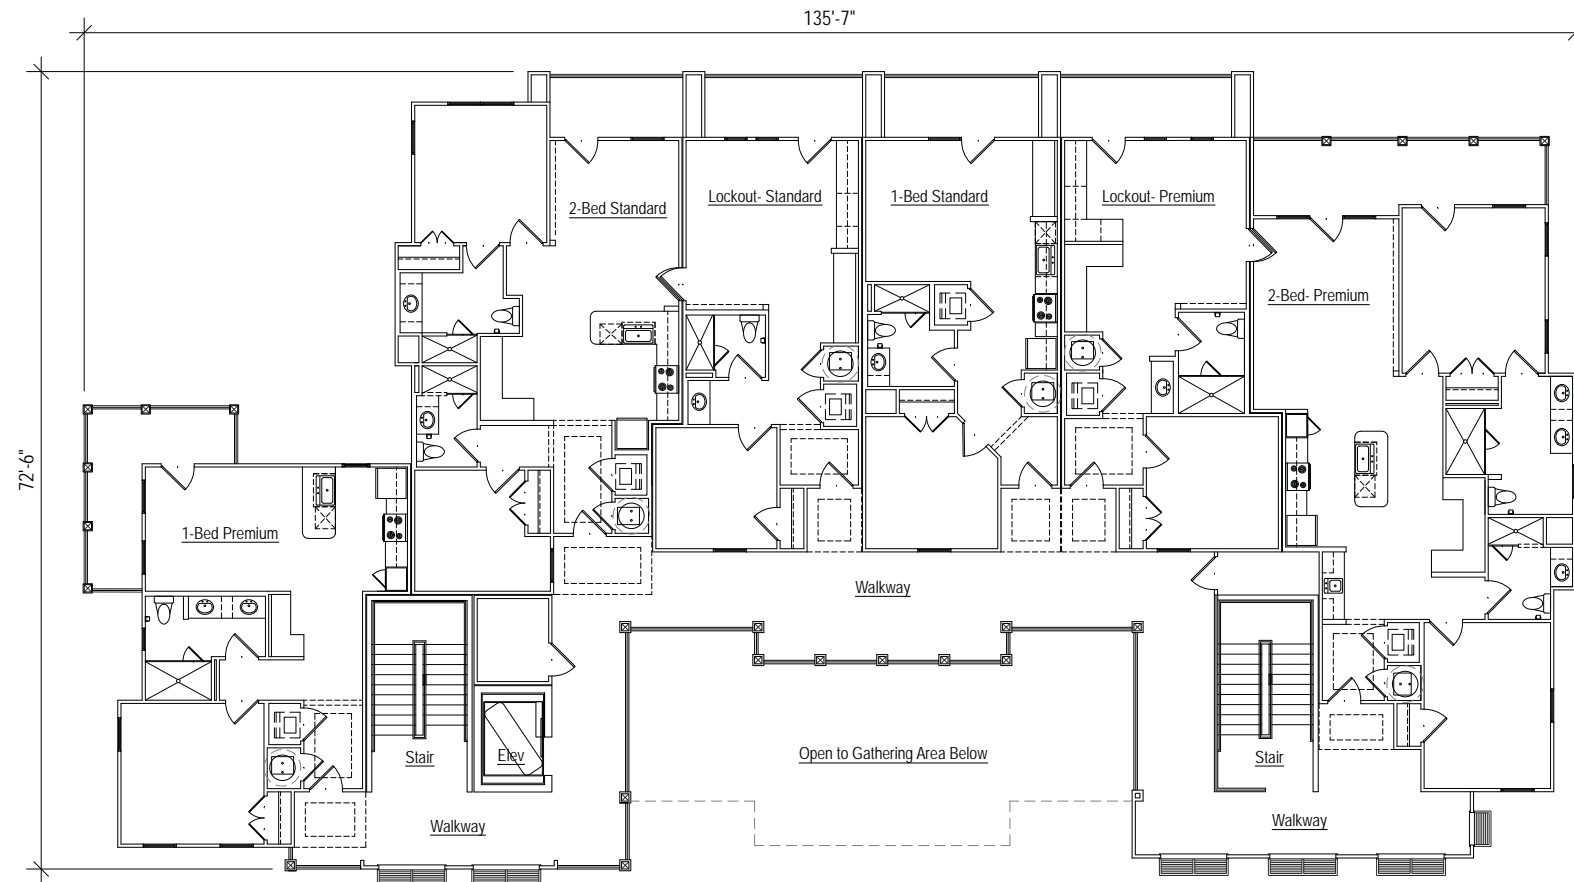 135'-7"
72'-6"
2-Bed Standard
Lockout- Standard
1-Bed Standard
Lockout- Premium
2-Bed- Premium
1-Bed Premium
Walkway
Stair
Elev
Open to Gathering Area Below
Stair
Walkway
Walkway